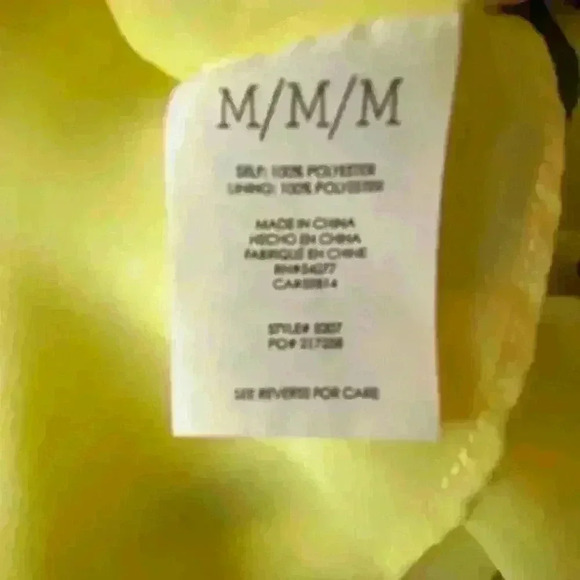 M/M/M
SELF: 100% POLYESTER
LINING: 100% POLYESTER
MADE IN CHINA
HECHO EN CHINA
FABRIQUÉ EN CHINE
STYLE#
PO#
SEE REVERSE FOR CARE